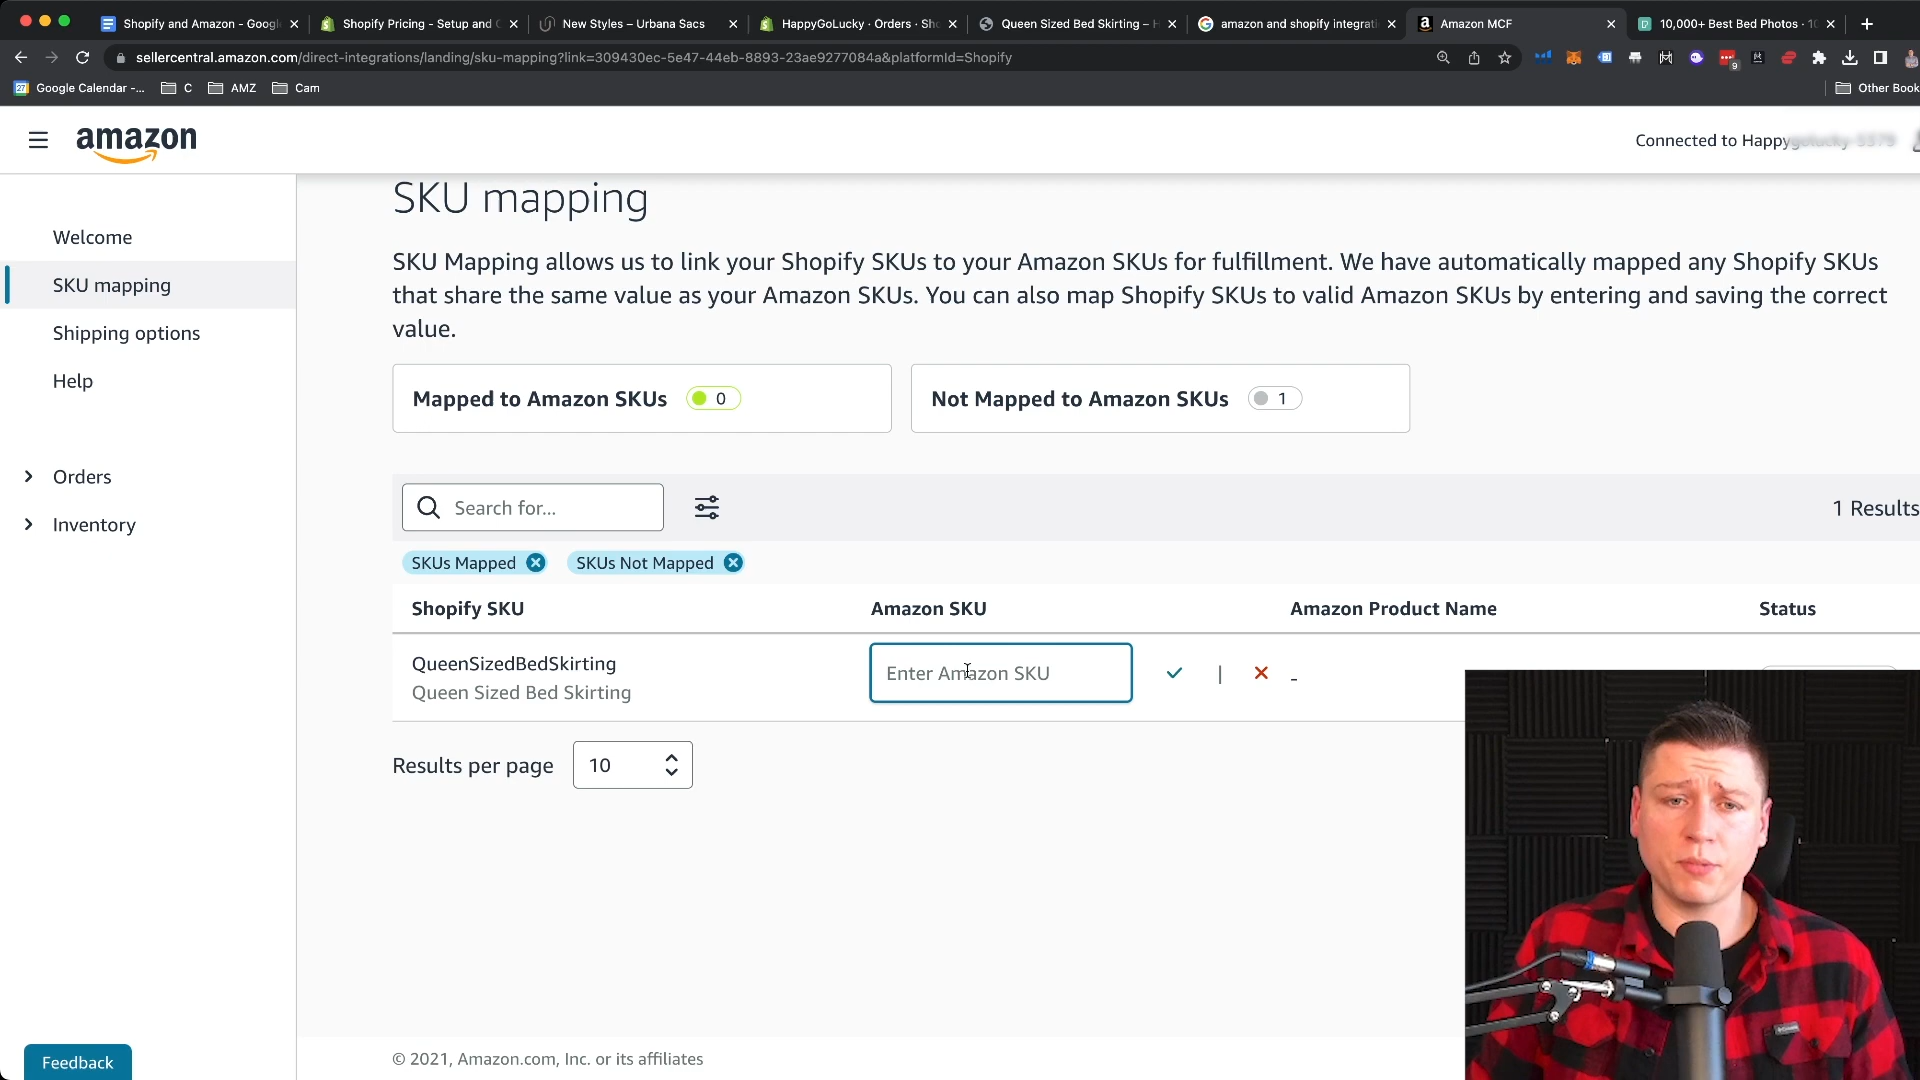 Shopify and Amazon - Googl
Shopify Pricing - Setup and
New Styles – Urbana Sacs
HappyGoLucky · Orders · Sh
Queen Sized Bed Skirting –
amazon and shopify integrati
Amazon MCF
10,000+ Best Bed Photos · 1
sellercentral.amazon.com/direct-integrations/landing/sku-mapping?link=309430ec-5e47-44eb-8893-23ae9277084a&platformId=Shopify
9
27 Google Calendar -...
C
AMZ
Cam
Other Book
amazon
Connected to Happy
Welcome
SKU mapping
Shipping options
Help
Orders
Inventory
Feedback
SKU mapping
SKU Mapping allows us to link your Shopify SKUs to your Amazon SKUs for fulfillment. We have automatically mapped any Shopify SKUs
that share the same value as your Amazon SKUs. You can also map Shopify SKUs to valid Amazon SKUs by entering and saving the correct
value.
Mapped to Amazon SKUs 0
Not Mapped to Amazon SKUs 1
Search for...
1 Results
SKUs Mapped
SKUs Not Mapped
Shopify SKU Amazon SKU Amazon Product Name Status
QueenSizedBedSkirting
Queen Sized Bed Skirting
Enter Amazon SKU
| -
Results per page 10
© 2021, Amazon.com, Inc. or its affiliates